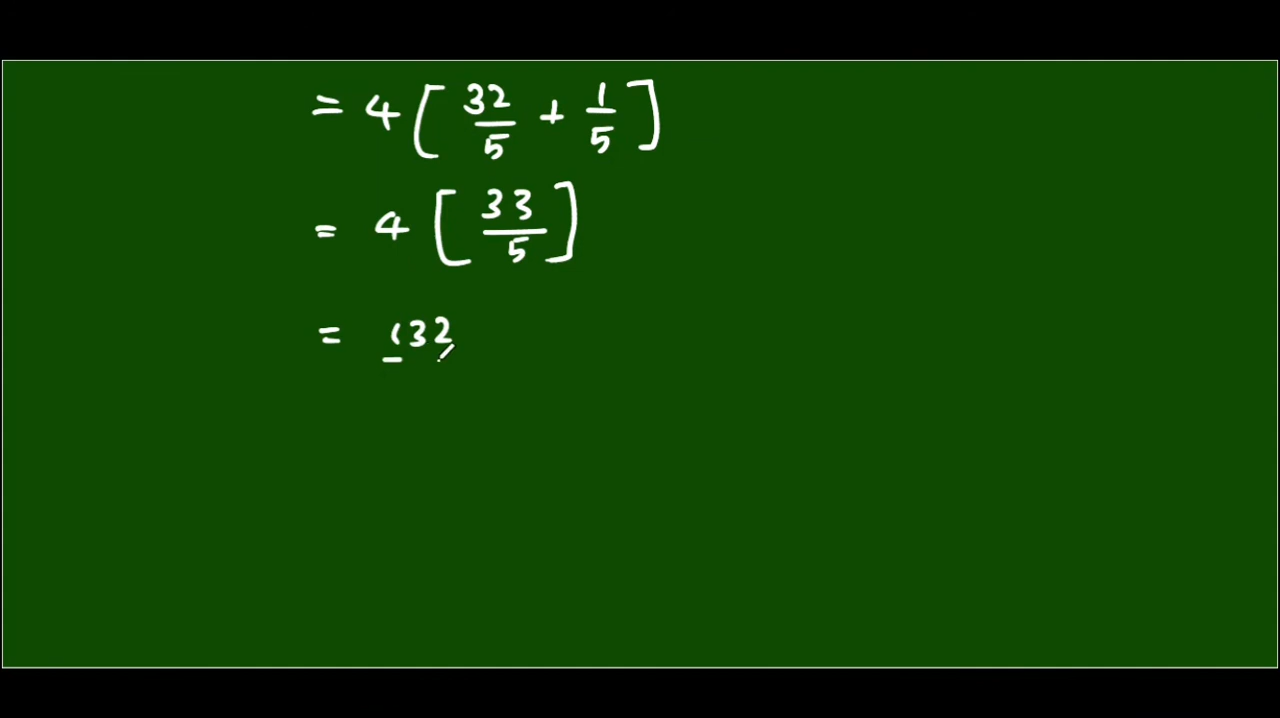 = 4 [ 32/5 + 1/5 ]
= 4 [ 33/5 ]
= 132